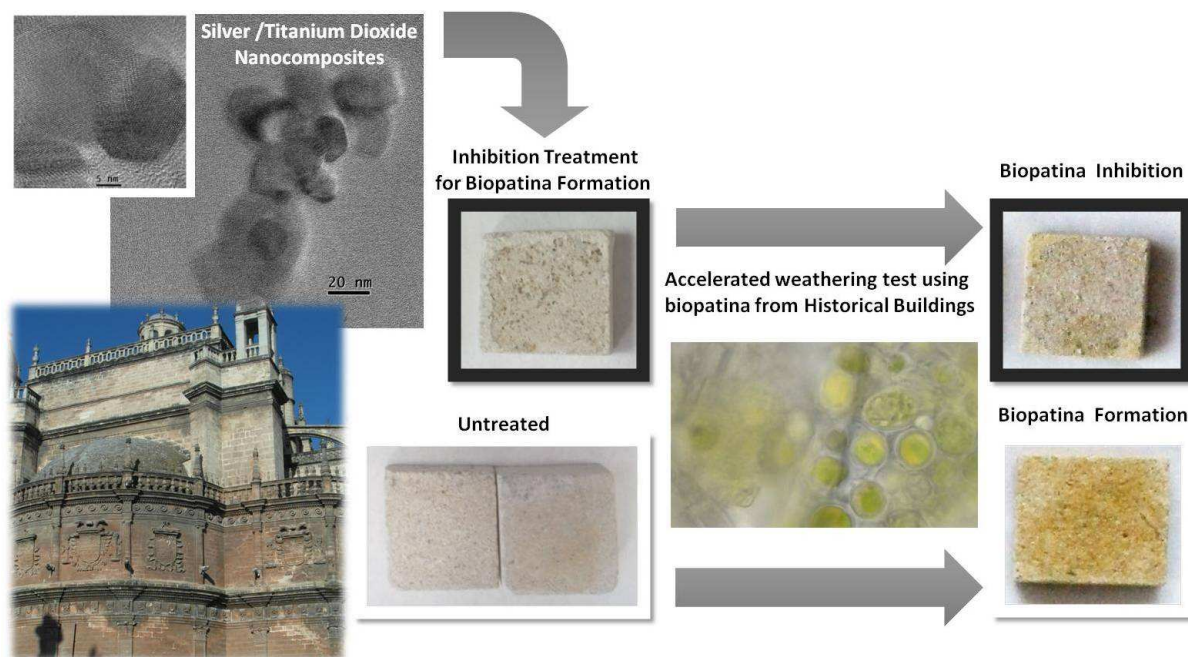 Silver /Titanium Dioxide
Nanocomposites
5 nm
20 nm
Inhibition Treatment
for Biopatina Formation
Biopatina Inhibition
Accelerated weathering test using
biopatina from Historical Buildings
Untreated
Biopatina Formation